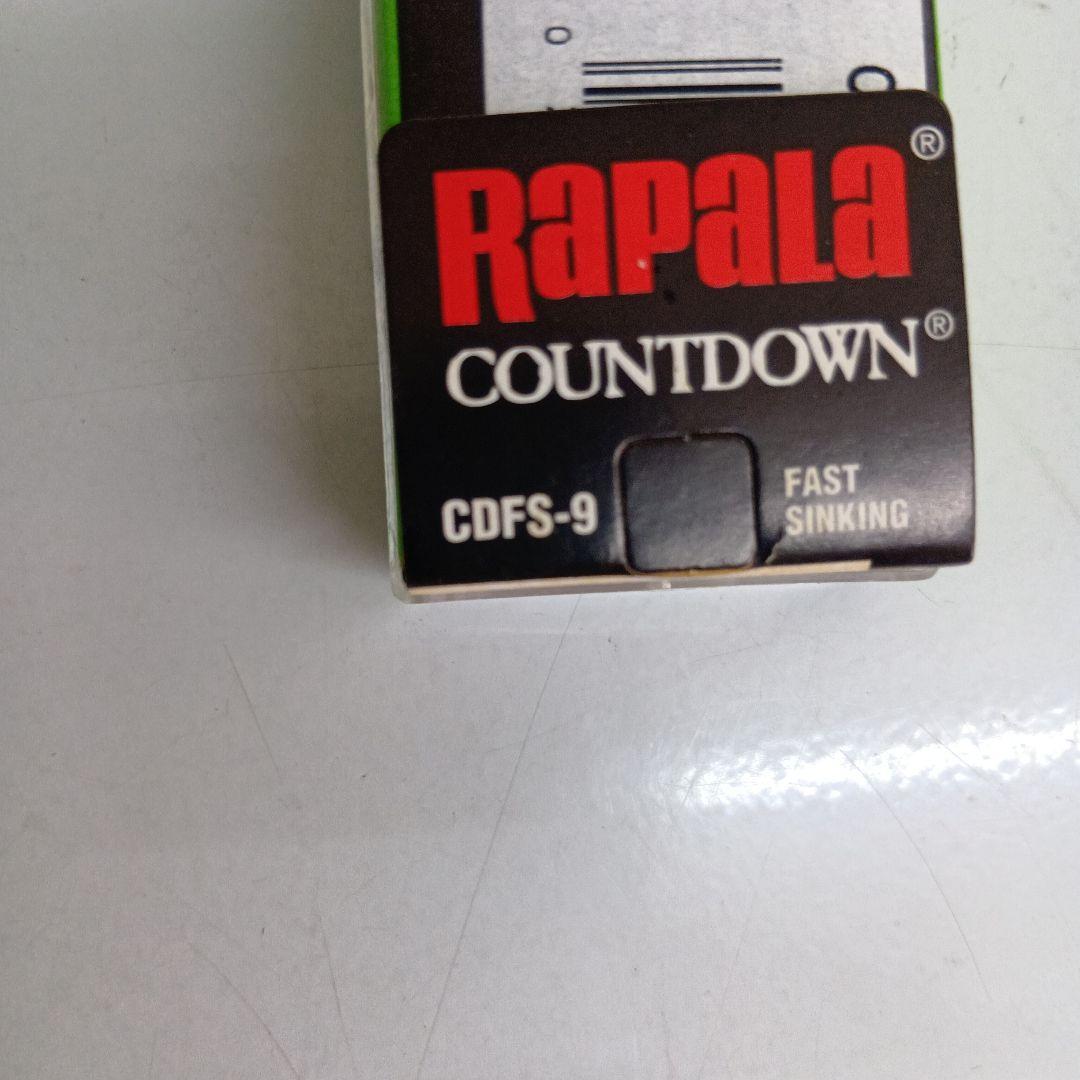 RAPALA®
COUNTDOWN®
CDFS-9
FAST
SINKING